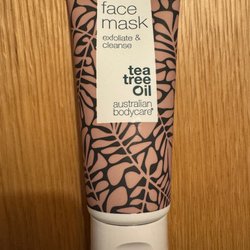 face
mask
exfoliate &
cleanse
tea
tree
oil
australian
bodycare®